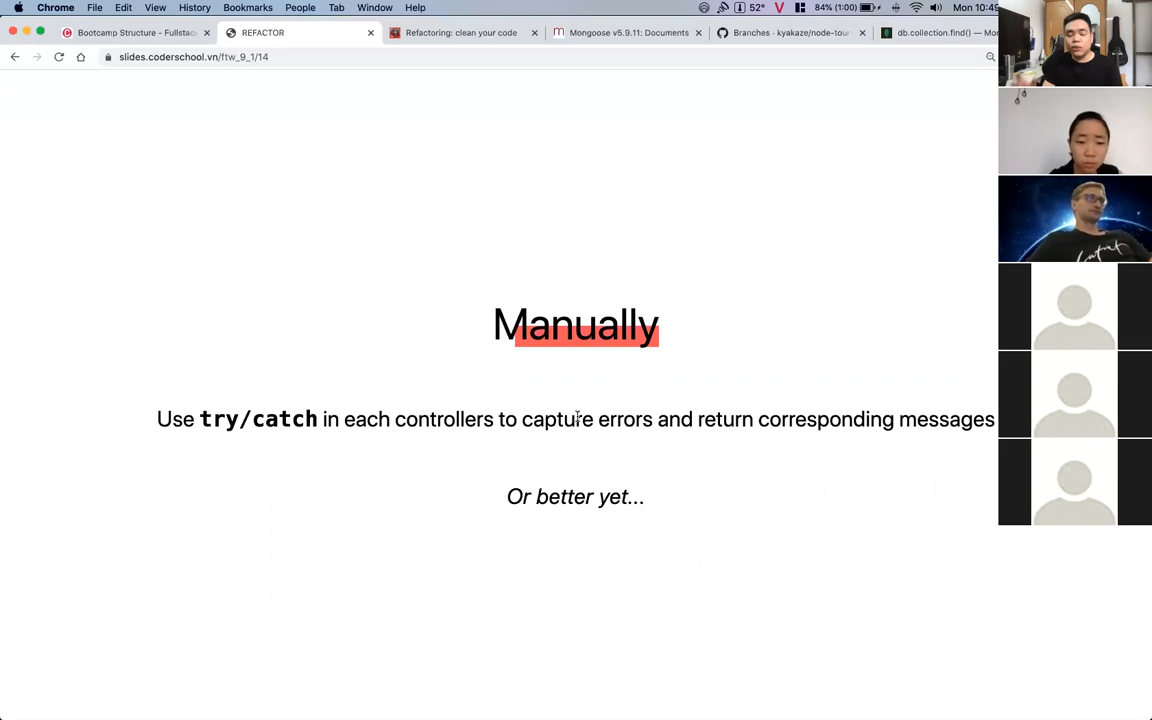 Chrome File Edit View History Bookmarks People Tab Window Help 52° 84% (1:00) Mon 10:49
Bootcamp Structure - Fullstac REFACTOR Refactoring: clean your code Mongoose v5.9.11: Documents Branches · kyakaze/node-tour db.collection.find() — Mon
slides.coderschool.vn/ftw_9_1/14
Manually
Use try/catch in each controllers to capture errors and return corresponding messages
Or better yet...